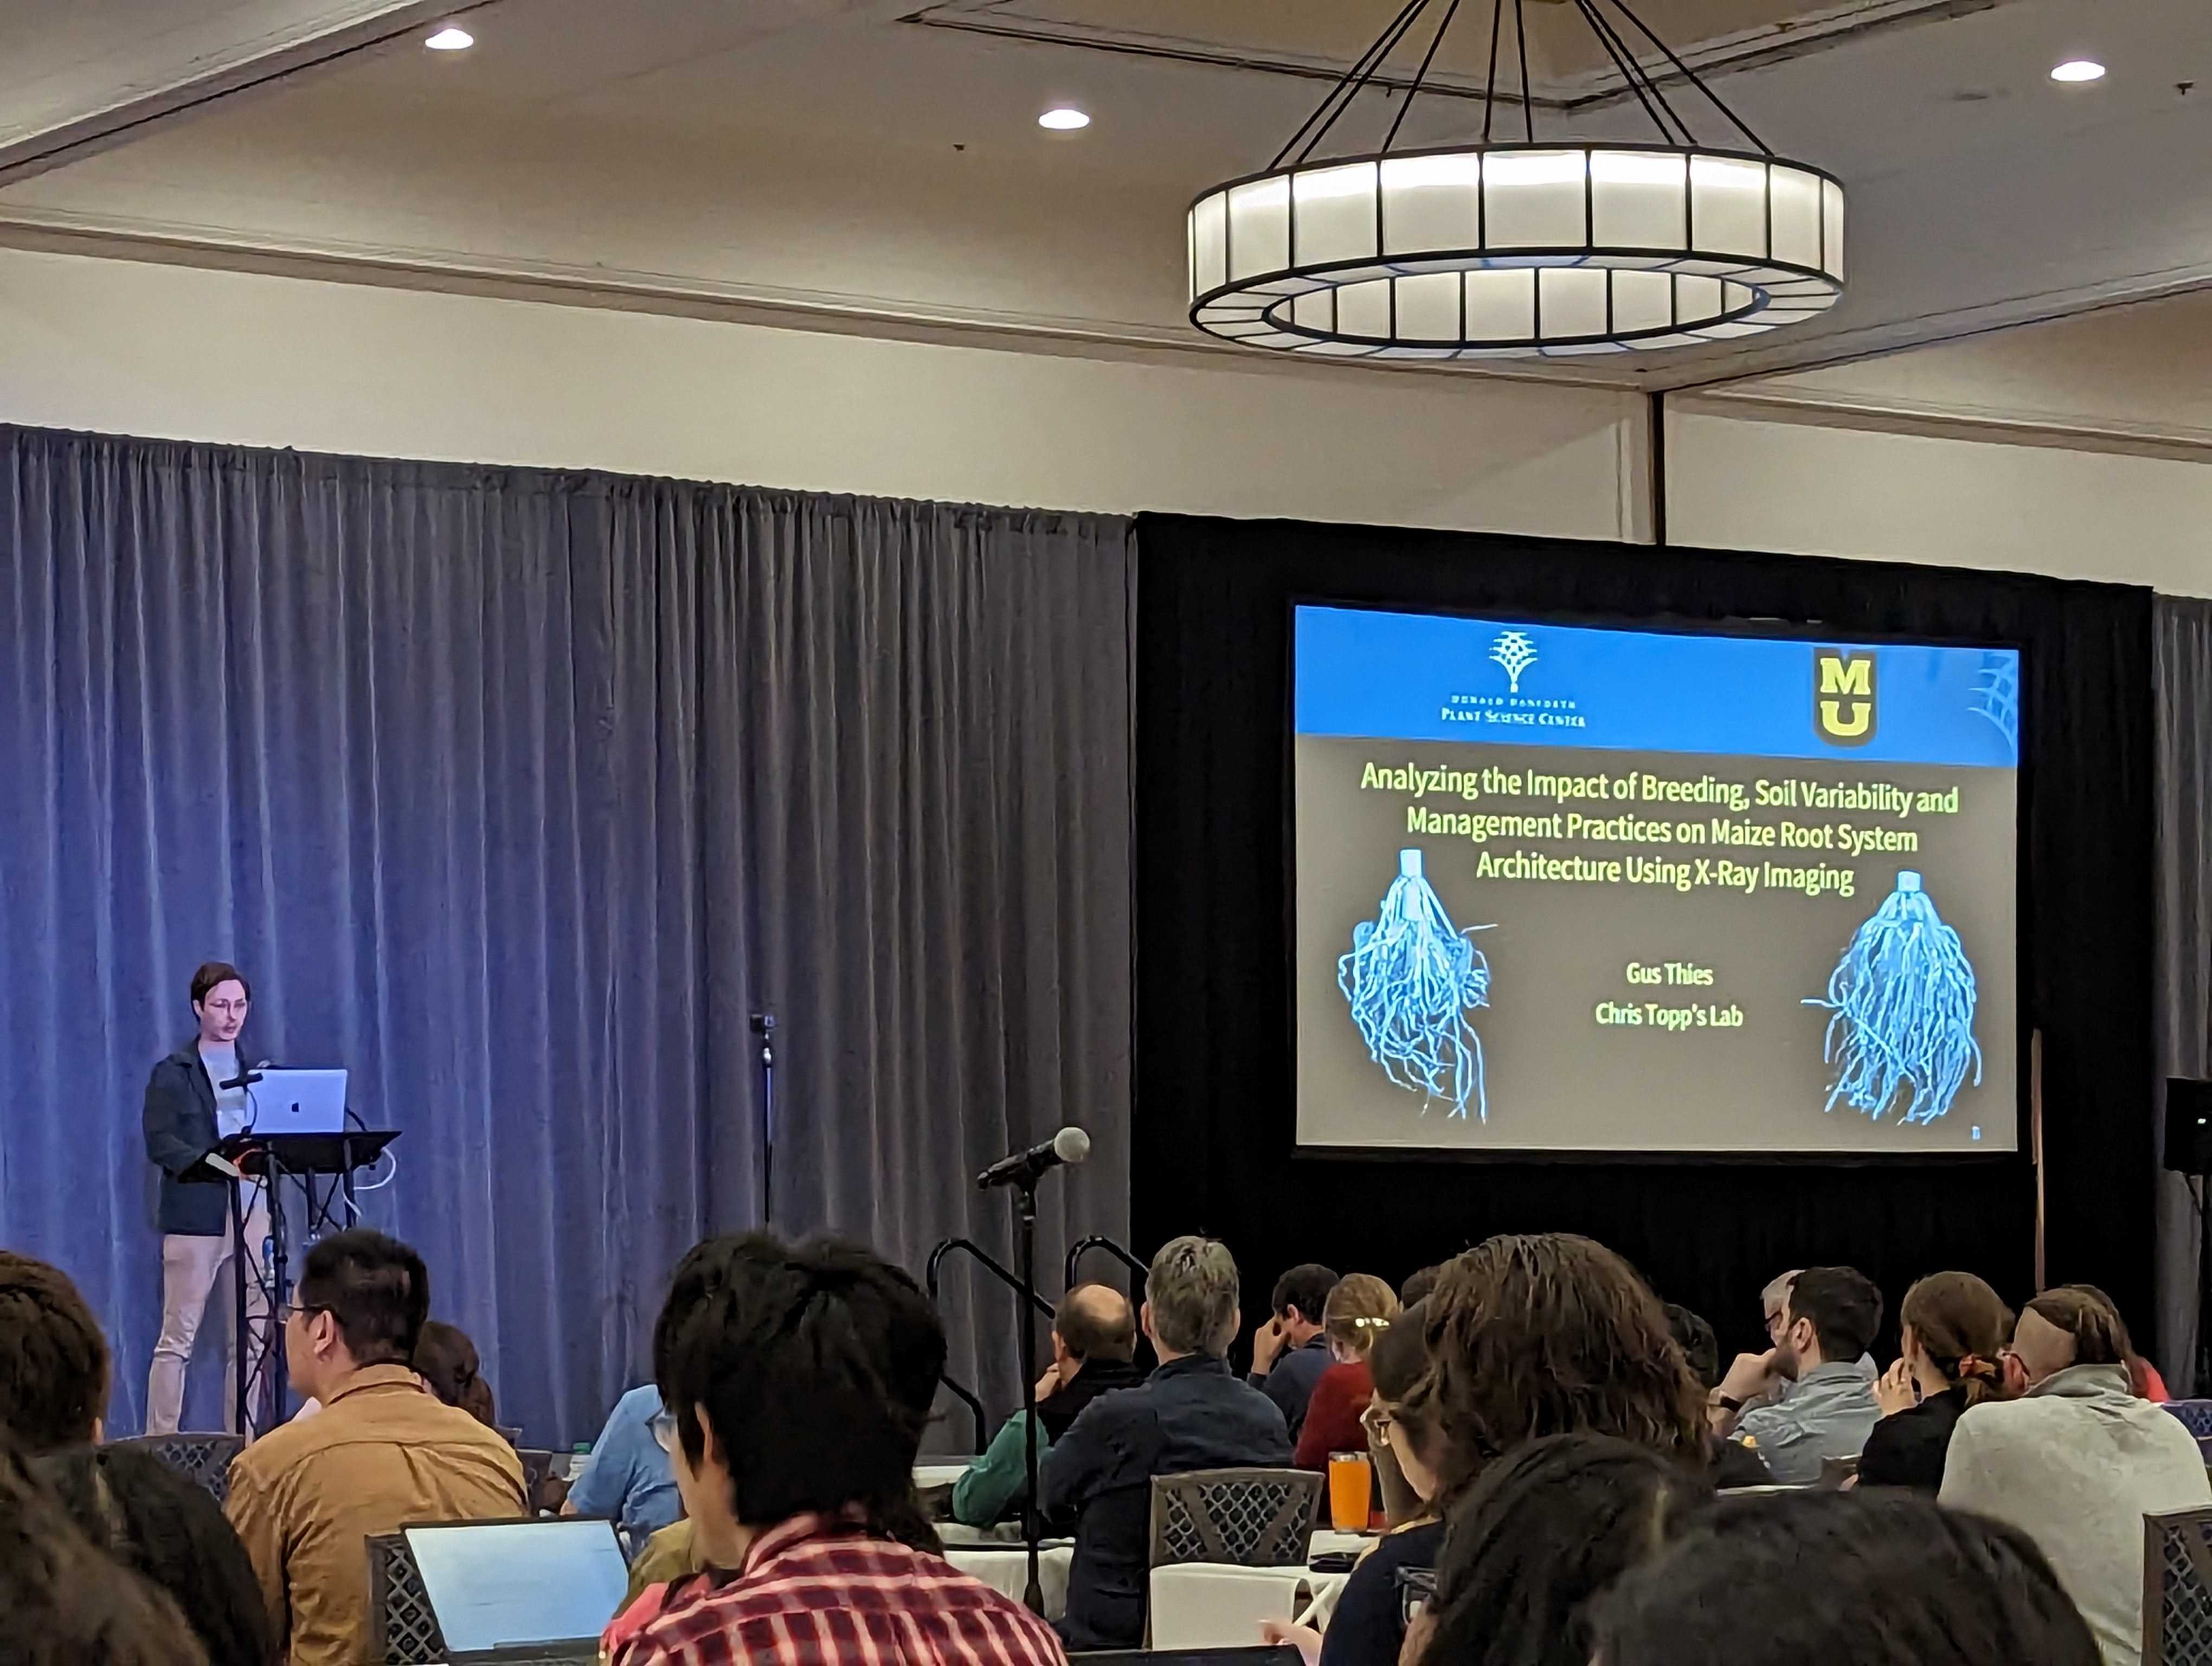 DONALD DANFORTH
PLANT SCIENCE CENTER
MU
Analyzing the Impact of Breeding, Soil Variability and
Management Practices on Maize Root System
Architecture Using X-Ray Imaging
Gus Thies
Chris Topp's Lab